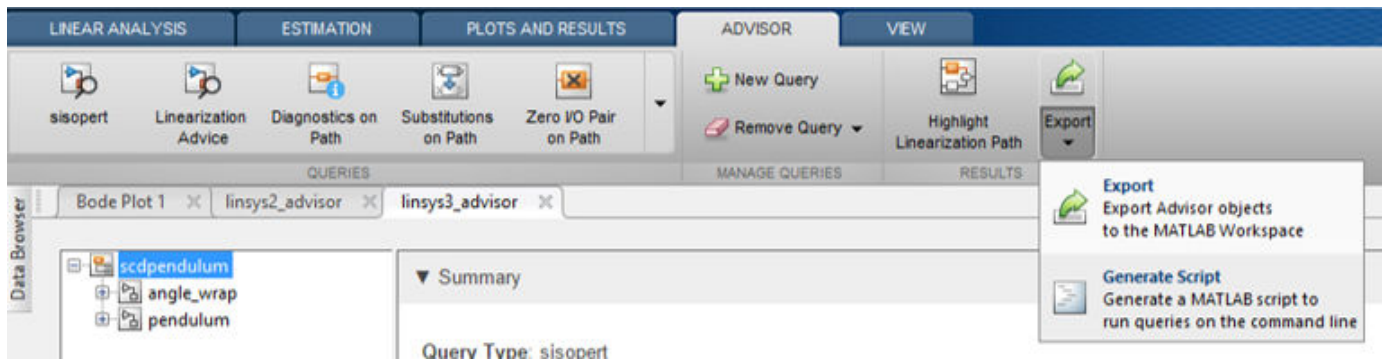 LINEAR ANALYSIS
ESTIMATION
PLOTS AND RESULTS
ADVISOR
VIEW
sisopert
Linearization
Advice
Diagnostics on
Path
Substitutions
on Path
Zero I/O Pair
on Path
New Query
Remove Query
Highlight
Linearization Path
Export
QUERIES
MANAGE QUERIES
RESULTS
Export
Export Advisor objects
to the MATLAB Workspace
Generate Script
Generate a MATLAB script to
run queries on the command line
Data Browser
Bode Plot 1
linsys2_advisor
linsys3_advisor
scdpendulum
angle_wrap
pendulum
Summary
Query Type: sisopert